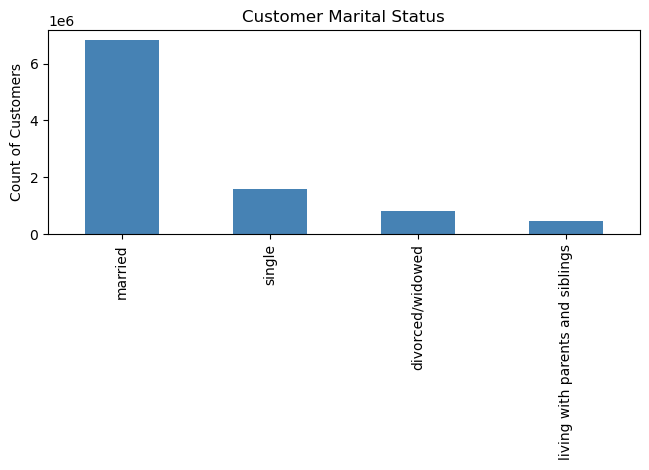 Customer Marital Status
1e6
Count of Customers
6
4
2
0
married
single
divorced/widowed
living with parents and siblings